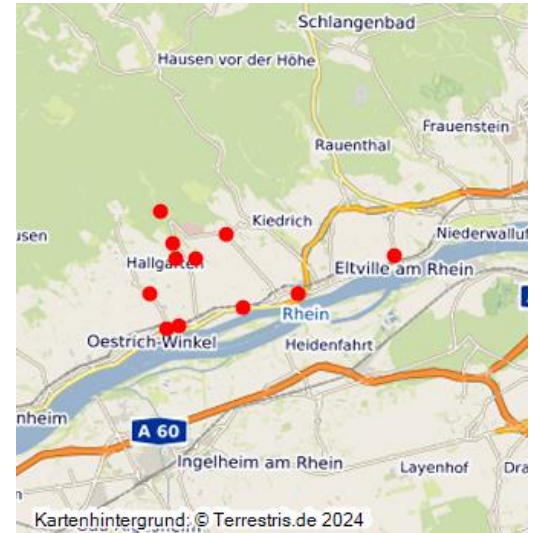 Schlangenbad
Hausen vor der Höhe
Frauenstein
Rauenthal
Kiedrich
Niederwalluf
ausen
Hallgarten
Eltville am Rhein
Rhein
Oestrich-Winkel
Heidenfahrt
nheim
A 60
Ingelheim am Rhein
Layenhof
Dra
Kartenhintergrund: © Terrestris.de 2024